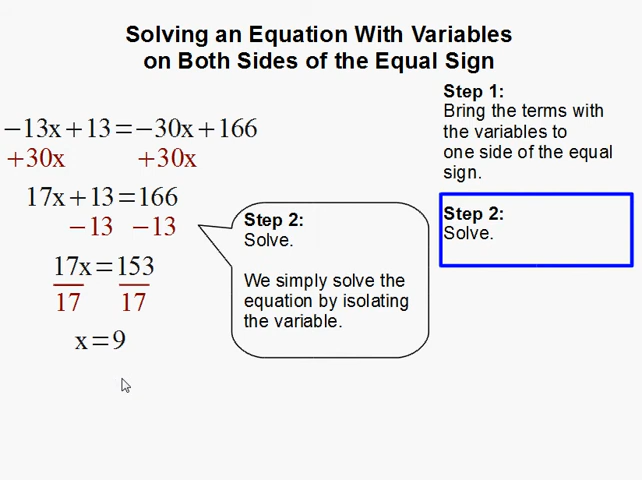 Solving an Equation With Variables
on Both Sides of the Equal Sign
−13x+13=−30x+166
+30x +30x
17x+13=166
−13 −13
17x=153
17 17
x=9
Step 2:
Solve.
We simply solve the
equation by isolating
the variable.
Step 1:
Bring the terms with
the variables to
one side of the equal
sign.
Step 2:
Solve.